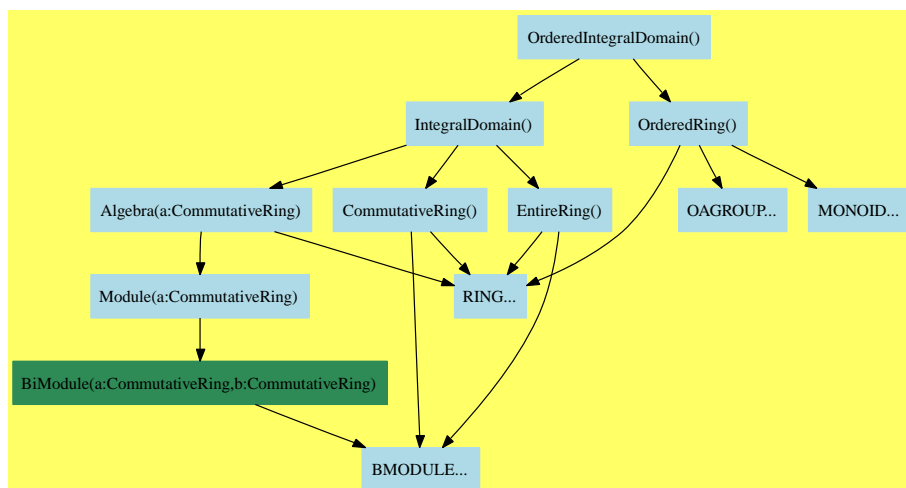 OrderedIntegralDomain()
IntegralDomain()
OrderedRing()
Algebra(a:CommutativeRing)
CommutativeRing()
EntireRing()
OAGROUP...
MONOID...
Module(a:CommutativeRing)
RING...
BiModule(a:CommutativeRing,b:CommutativeRing)
BMODULE...